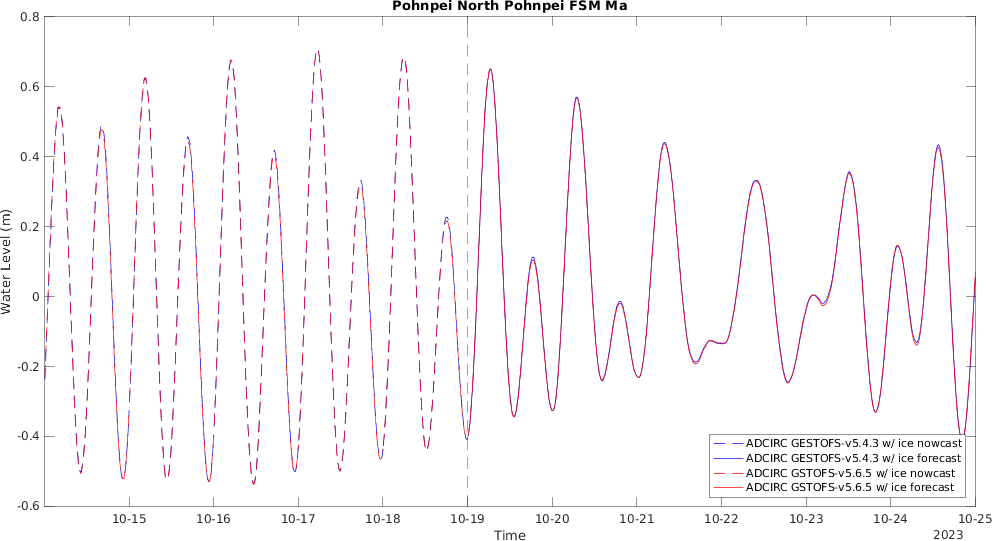 Pohnpei North Pohnpei FSM Ma
Water Level (m)
0.8
0.6
0.4
0.2
0
-0.2
-0.4
-0.6
10-15
10-16
10-17
10-18
10-19
10-20
10-21
10-22
10-23
10-24
10-25
Time
2023
ADCIRC GESTOFS-v5.4.3 w/ ice nowcast
ADCIRC GESTOFS-v5.4.3 w/ ice forecast
ADCIRC GSTOFS-v5.6.5 w/ ice nowcast
ADCIRC GSTOFS-v5.6.5 w/ ice forecast